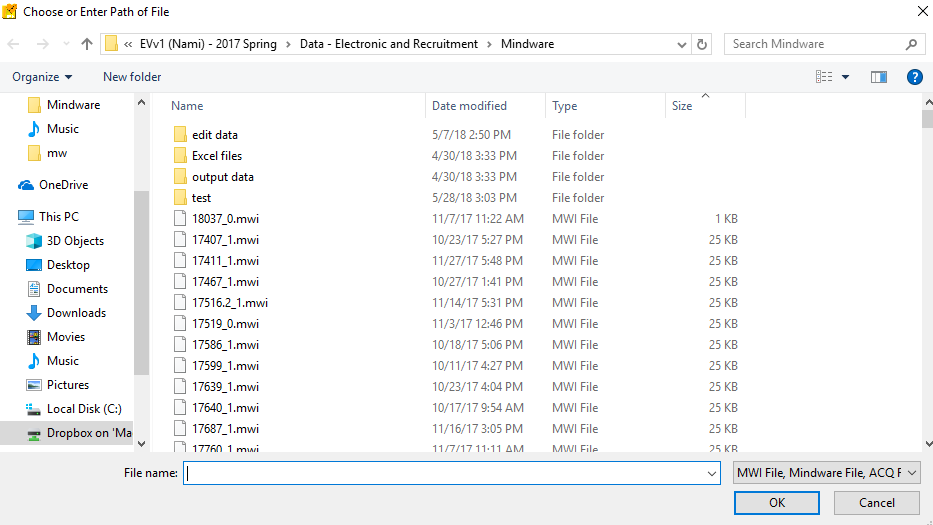 Choose or Enter Path of File
« EVv1 (Nami) - 2017 Spring > Data - Electronic and Recruitment > Mindware
Search Mindware
Organize
New folder
Mindware
Music
mw
OneDrive
This PC
3D Objects
Desktop
Documents
Downloads
Movies
Music
Pictures
Local Disk (C:)
Dropbox on 'Ma
Name Date modified Type Size
edit data 5/7/18 2:50 PM File folder
Excel files 4/30/18 3:33 PM File folder
output data 4/30/18 3:33 PM File folder
test 5/28/18 3:03 PM File folder
18037_0.mwi 11/7/17 11:22 AM MWI File 1 KB
17407_1.mwi 10/23/17 5:27 PM MWI File 25 KB
17411_1.mwi 11/27/17 5:48 PM MWI File 25 KB
17467_1.mwi 10/27/17 1:41 PM MWI File 25 KB
17516.2_1.mwi 11/14/17 5:31 PM MWI File 25 KB
17519_0.mwi 11/3/17 12:46 PM MWI File 25 KB
17586_1.mwi 10/18/17 5:06 PM MWI File 25 KB
17599_1.mwi 10/11/17 4:27 PM MWI File 25 KB
17639_1.mwi 10/23/17 4:04 PM MWI File 25 KB
17640_1.mwi 10/17/17 9:54 AM MWI File 25 KB
17687_1.mwi 11/16/17 3:05 PM MWI File 25 KB
17760_1.mwi 11/7/17 11:11 AM MWI File 25 KB
File name:
MWI File, Mindware File, ACQ F
OK
Cancel